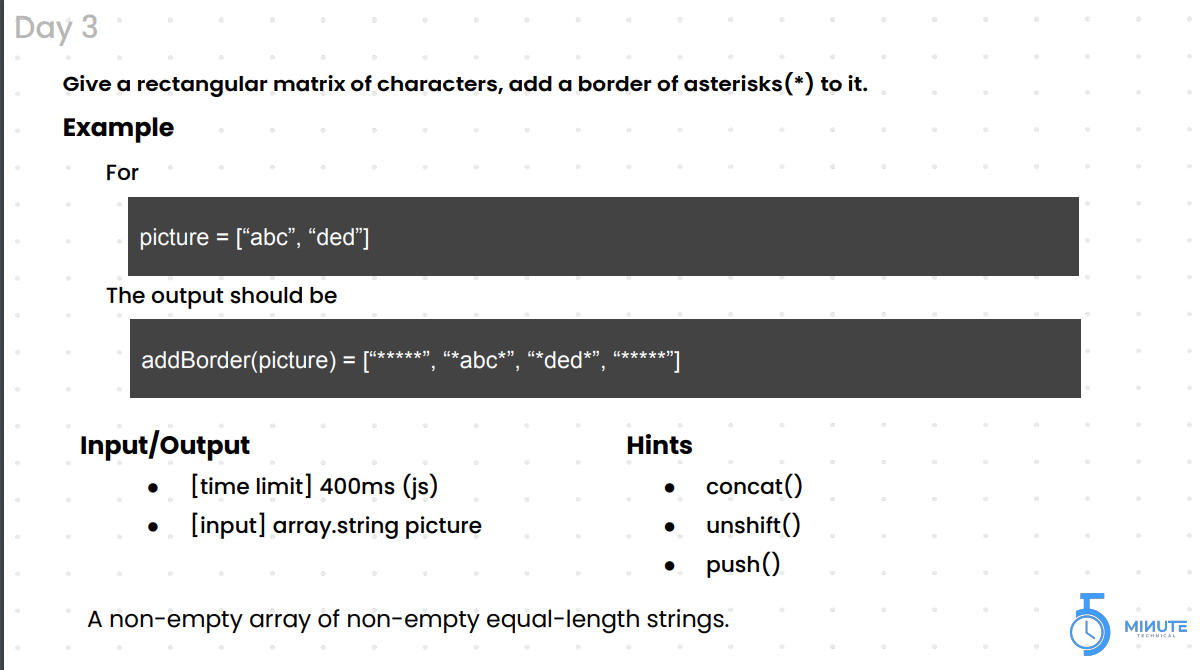 Day 3
Give a rectangular matrix of characters, add a border of asterisks(*) to it.
Example
For
picture = [“abc”, “ded”]
The output should be
addBorder(picture) = [“*****”, “*abc*”, “*ded*”, “*****”]
Input/Output
● [time limit] 400ms (js)
● [input] array.string picture
Hints
● concat()
● unshift()
● push()
A non-empty array of non-empty equal-length strings.
MINUTE
TECHNICAL